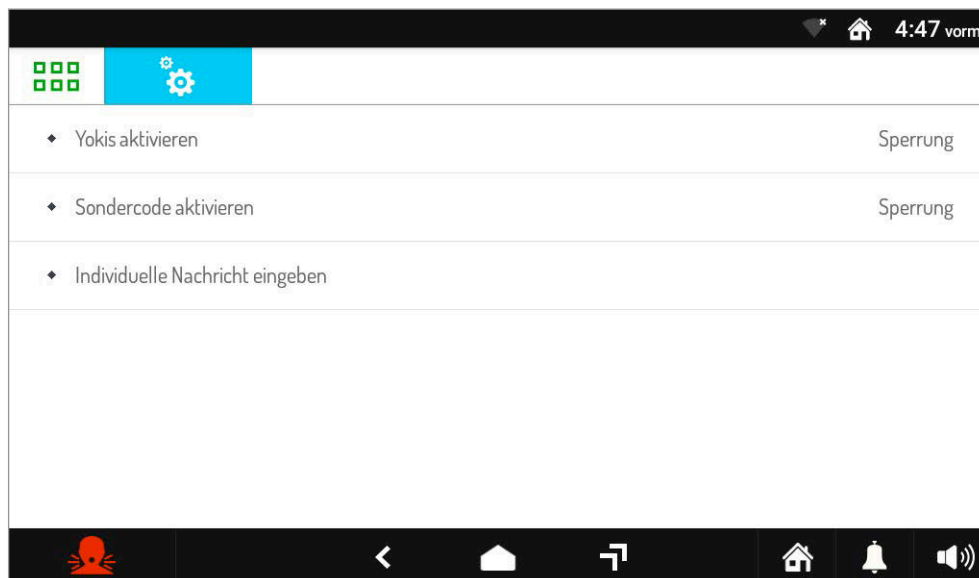 4:47 vorm
Yokis aktivieren Sperrung
Sondercode aktivieren Sperrung
Individuelle Nachricht eingeben